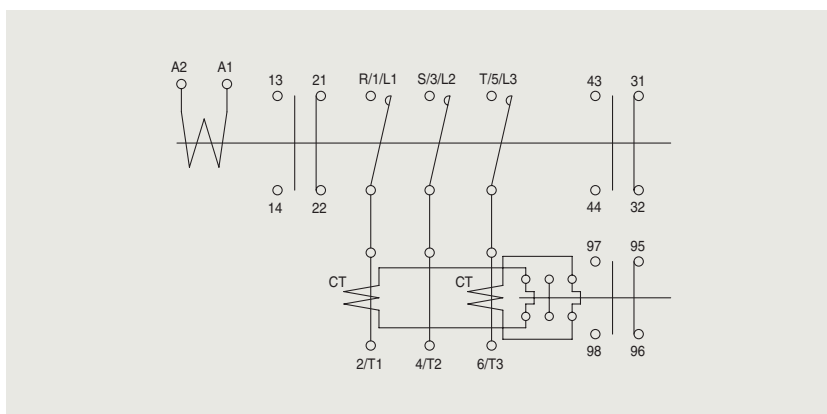 A2 A1
13 21 R/1/L1 S/3/L2 T/5/L3 43 31
14 22 44 32
97 95
CT CT
98 96
2/T1 4/T2 6/T3